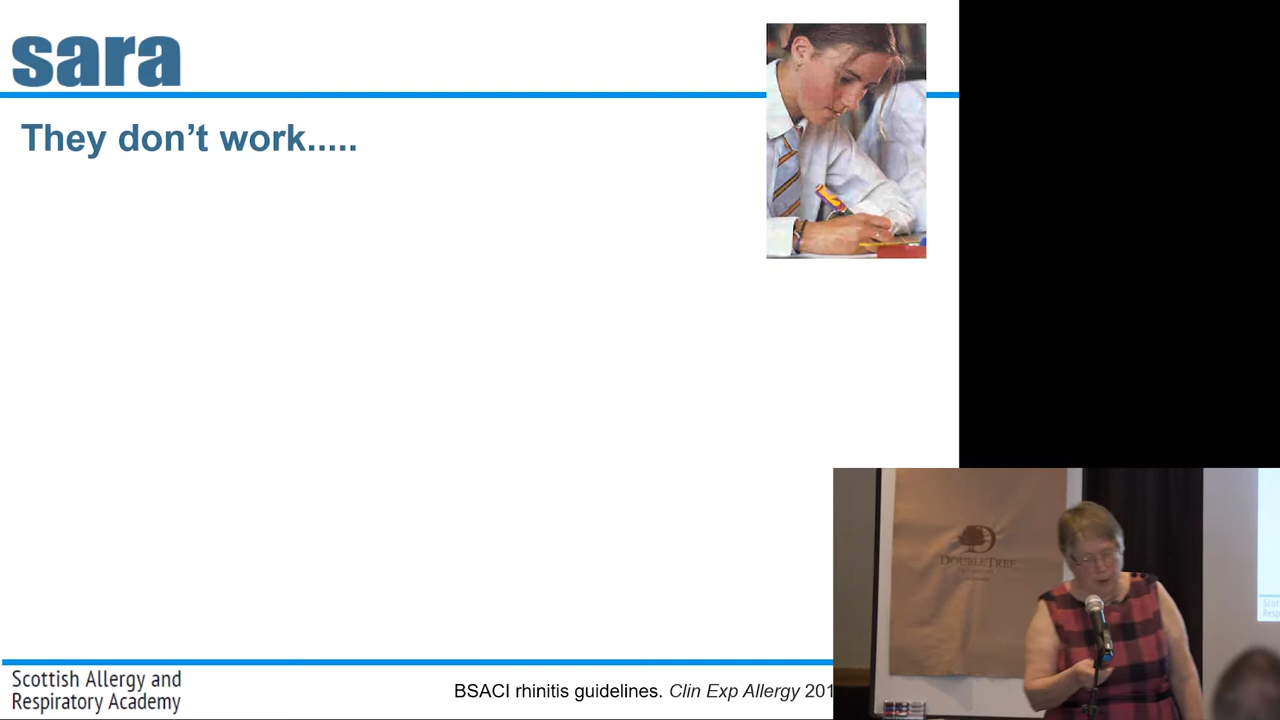 sara
They don't work.....
DOUBLETREE
Scottish Allergy and
Respiratory Academy
BSACI rhinitis guidelines. Clin Exp Allergy 201